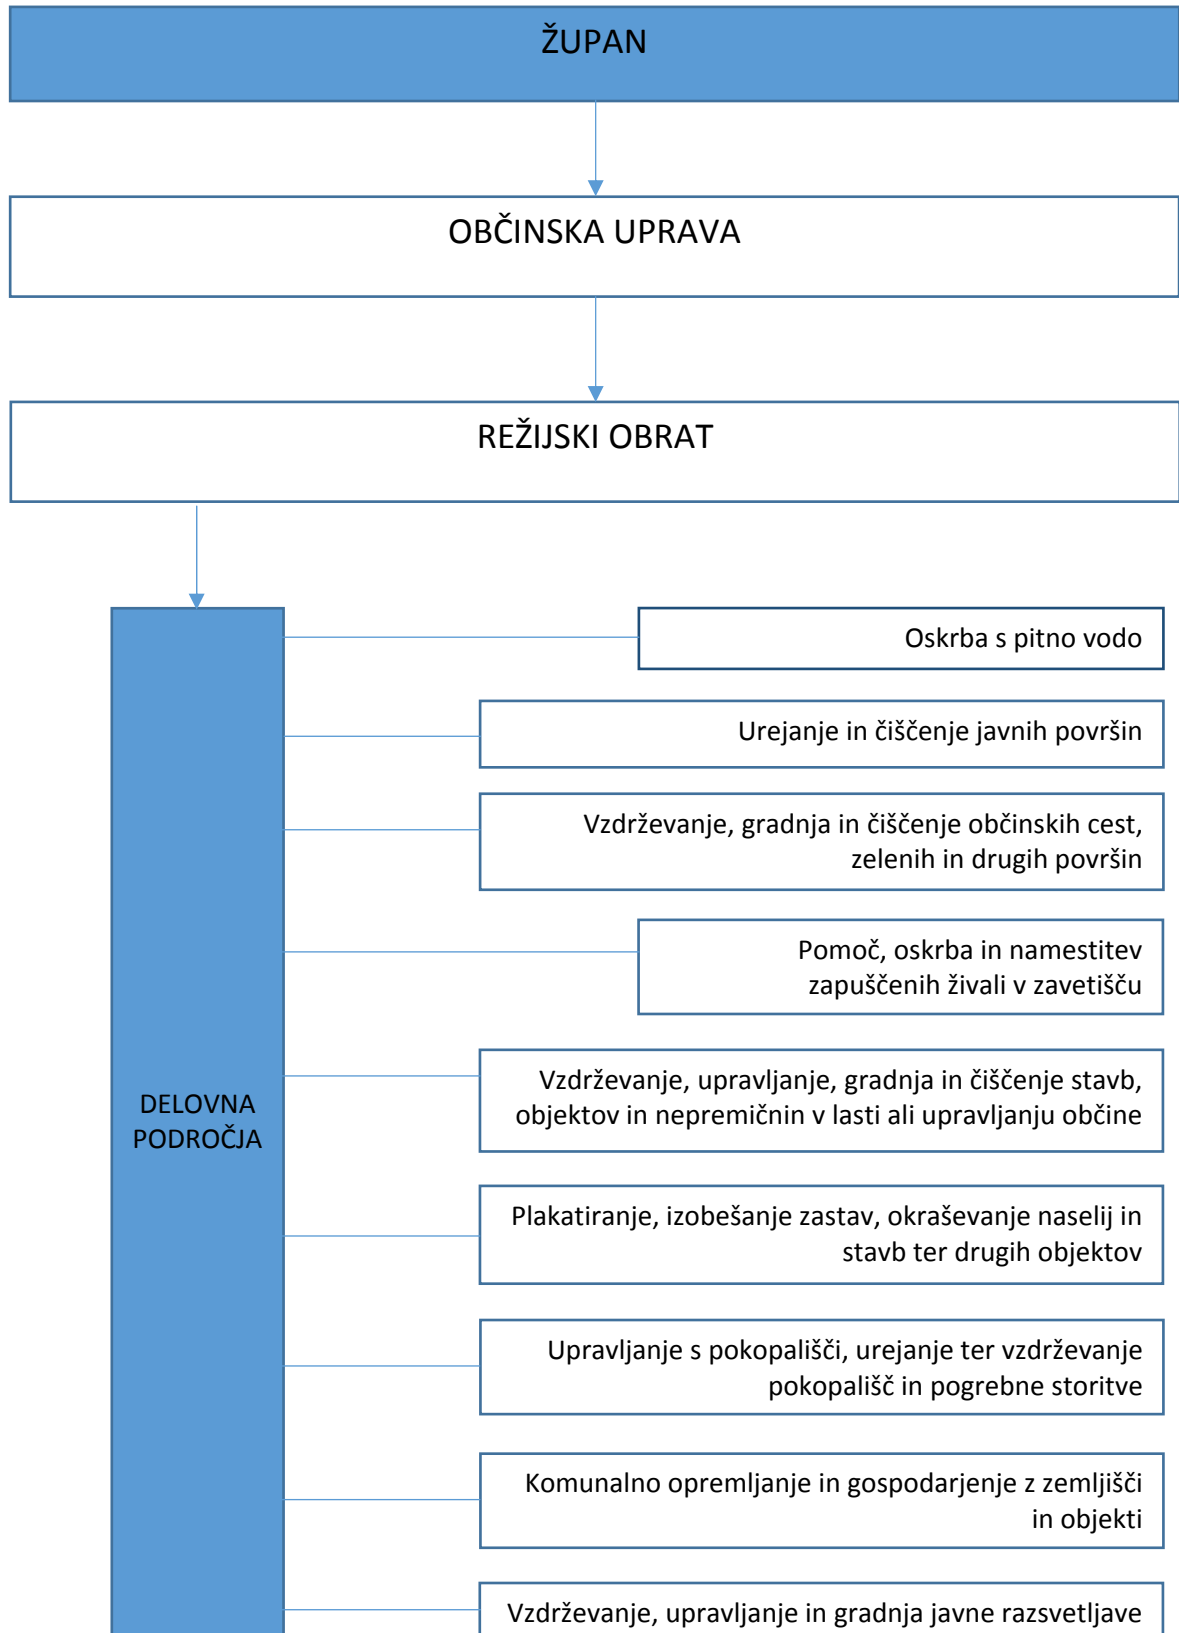 ŽUPAN
OBČINSKA UPRAVA
REŽIJSKI OBRAT
DELOVNA
PODROČJA
Oskrba s pitno vodo
Urejanje in čiščenje javnih površin
Vzdrževanje, gradnja in čiščenje občinskih cest,
zelenih in drugih površin
Pomoč, oskrba in namestitev
zapuščenih živali v zavetišču
Vzdrževanje, upravljanje, gradnja in čiščenje stavb,
objektov in nepremičnin v lasti ali upravljanju občine
Plakatiranje, izobešanje zastav, okraševanje naselij in
stavb ter drugih objektov
Upravljanje s pokopališči, urejanje ter vzdrževanje
pokopališč in pogrebne storitve
Komunalno opremljanje in gospodarjenje z zemljišči
in objekti
Vzdrževanje, upravljanje in gradnja javne razsvetljave